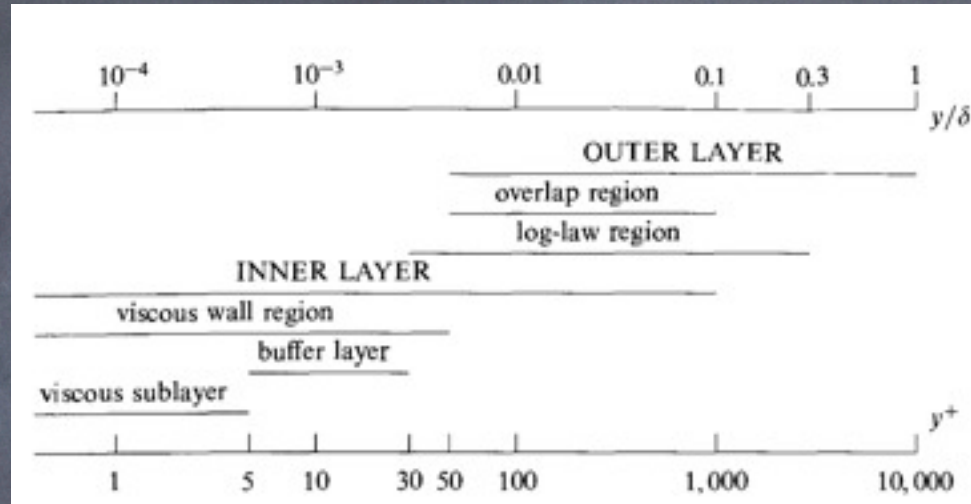 10⁻⁴ 10⁻³ 0.01 0.1 0.3 1
y/δ
OUTER LAYER
overlap region
log-law region
INNER LAYER
viscous wall region
buffer layer
viscous sublayer
y⁺
1 5 10 30 50 100 1,000 10,000